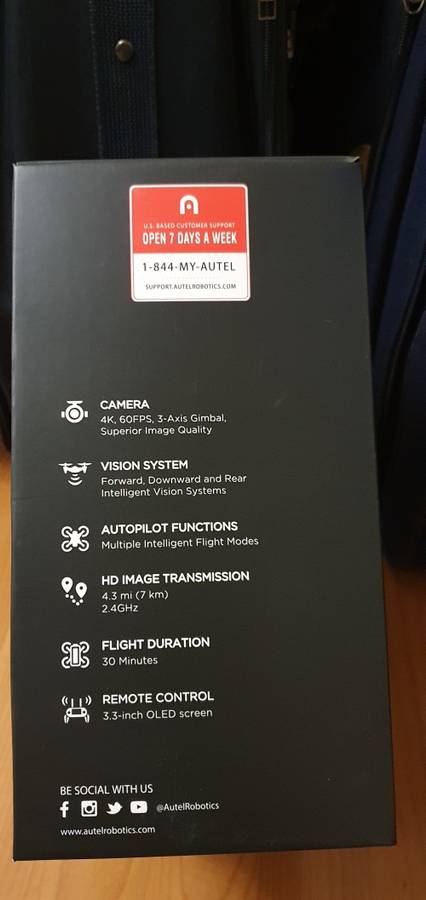 U.S. BASED CUSTOMER SUPPORT
OPEN 7 DAYS A WEEK
1-844-MY-AUTEL
SUPPORT.AUTELROBOTICS.COM
CAMERA
4K, 60FPS, 3-Axis Gimbal,
Superior Image Quality
VISION SYSTEM
Forward, Downward and Rear
Intelligent Vision Systems
AUTOPILOT FUNCTIONS
Multiple Intelligent Flight Modes
HD IMAGE TRANSMISSION
4.3 mi (7 km)
2.4GHz
FLIGHT DURATION
30 Minutes
REMOTE CONTROL
3.3-inch OLED screen
BE SOCIAL WITH US
@AutelRobotics
www.autelrobotics.com